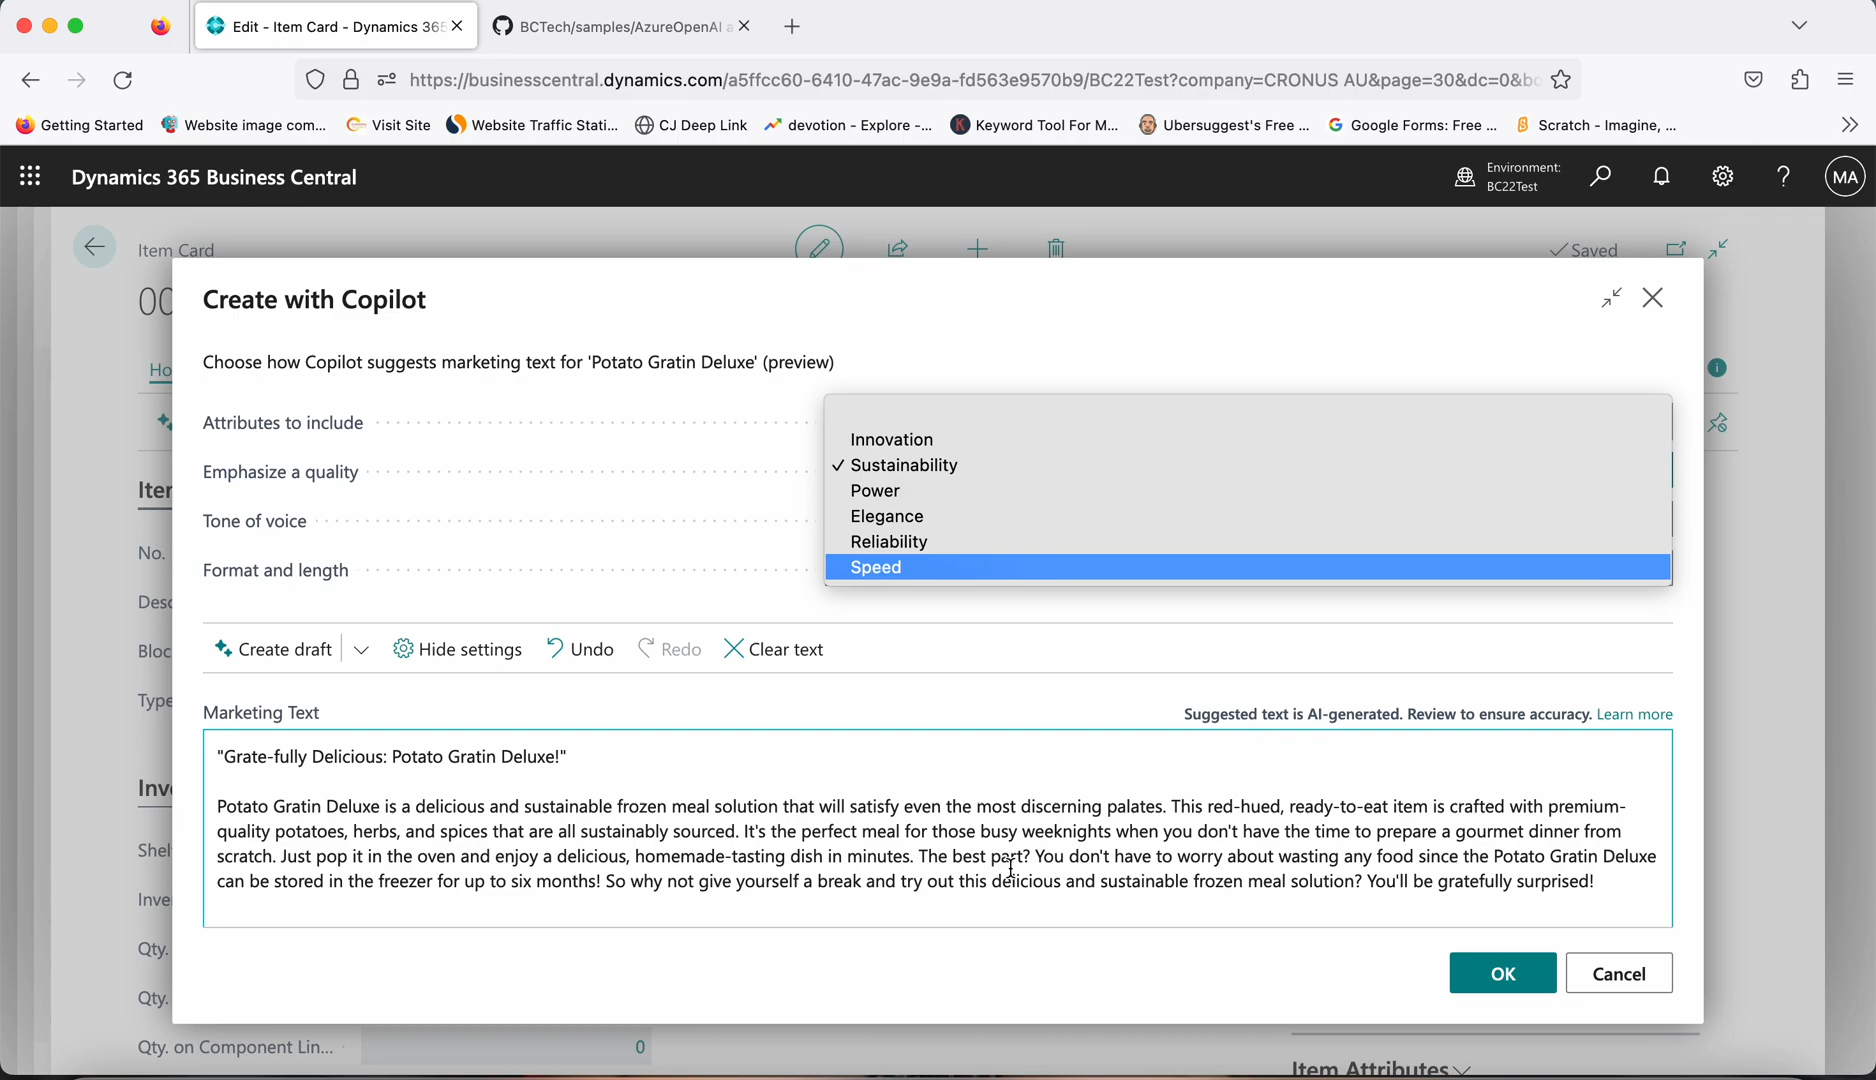 Edit - Item Card - Dynamics 365
BCTech/samples/AzureOpenAI a
https://businesscentral.dynamics.com/a5ffcc60-6410-47ac-9e9a-fd563e9570b9/BC22Test?company=CRONUS AU&page=30&dc=0&bo
Getting Started
Website image com...
Visit Site
Website Traffic Stati...
CJ Deep Link
devotion - Explore -...
Keyword Tool For M...
Ubersuggest's Free ...
Google Forms: Free ...
Scratch - Imagine, ...
Dynamics 365 Business Central
Environment:
BC22Test
MA
Item Card
Saved
00
Create with Copilot
Ho
Choose how Copilot suggests marketing text for 'Potato Gratin Deluxe' (preview)
Attributes to include
Emphasize a quality
Tone of voice
Format and length
Innovation
Sustainability
Power
Elegance
Reliability
Speed
Iter
No.
Desc
Bloc
Type
Create draft
Hide settings
Undo
Redo
Clear text
Marketing Text
Suggested text is AI-generated. Review to ensure accuracy. Learn more
"Grate-fully Delicious: Potato Gratin Deluxe!"
Potato Gratin Deluxe is a delicious and sustainable frozen meal solution that will satisfy even the most discerning palates. This red-hued, ready-to-eat item is crafted with premium-
quality potatoes, herbs, and spices that are all sustainably sourced. It's the perfect meal for those busy weeknights when you don't have the time to prepare a gourmet dinner from
scratch. Just pop it in the oven and enjoy a delicious, homemade-tasting dish in minutes. The best part? You don't have to worry about wasting any food since the Potato Gratin Deluxe
can be stored in the freezer for up to six months! So why not give yourself a break and try out this delicious and sustainable frozen meal solution? You'll be gratefully surprised!
Inve
Shel
Inve
Qty.
Qty.
OK
Cancel
Qty. on Component Lin...
0
Item Attributes